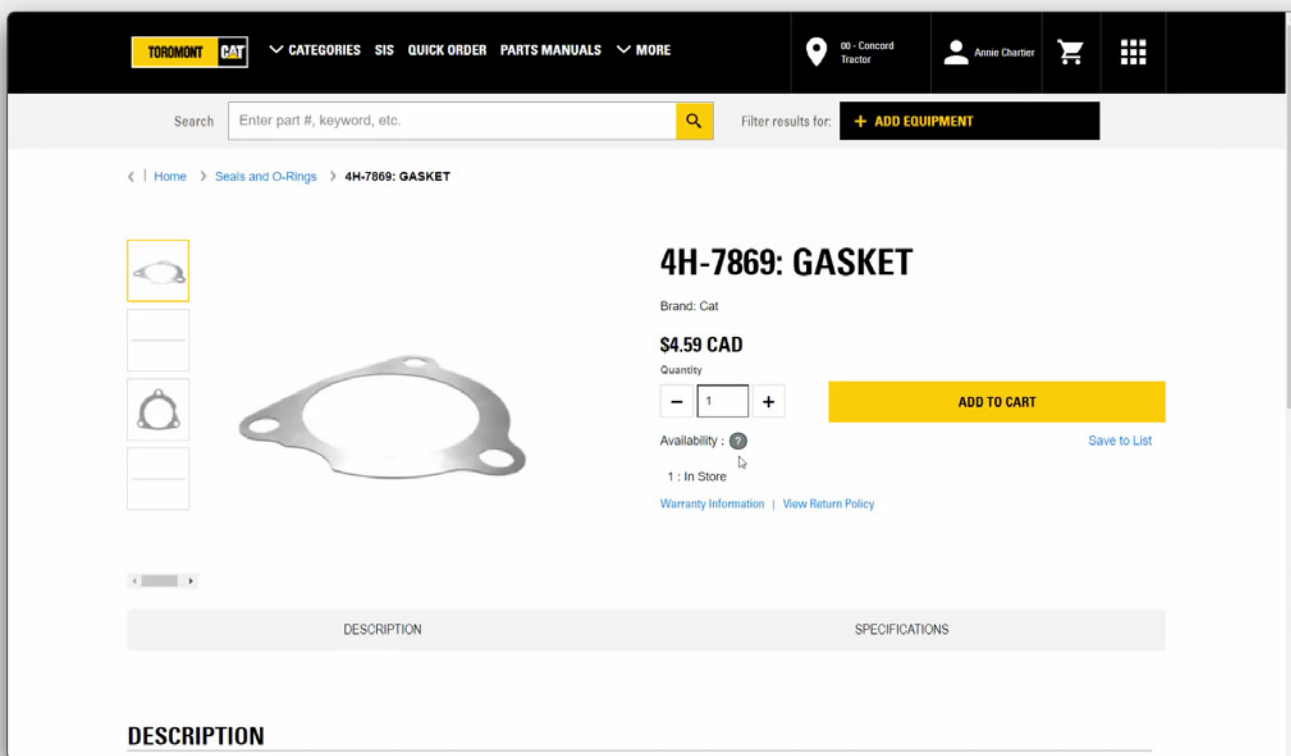 TOROMONT CAT
CATEGORIES SIS QUICK ORDER PARTS MANUALS MORE
00 - Concord
Tractor
Annie Chartier
Search
Enter part #, keyword, etc.
Filter results for:
+ ADD EQUIPMENT
Home
Seals and O-Rings
4H-7869: GASKET
4H-7869: GASKET
Brand: Cat
$4.59 CAD
Quantity
− 1 +
ADD TO CART
Availability : ?
Save to List
1 : In Store
Warranty Information | View Return Policy
DESCRIPTION
SPECIFICATIONS
DESCRIPTION